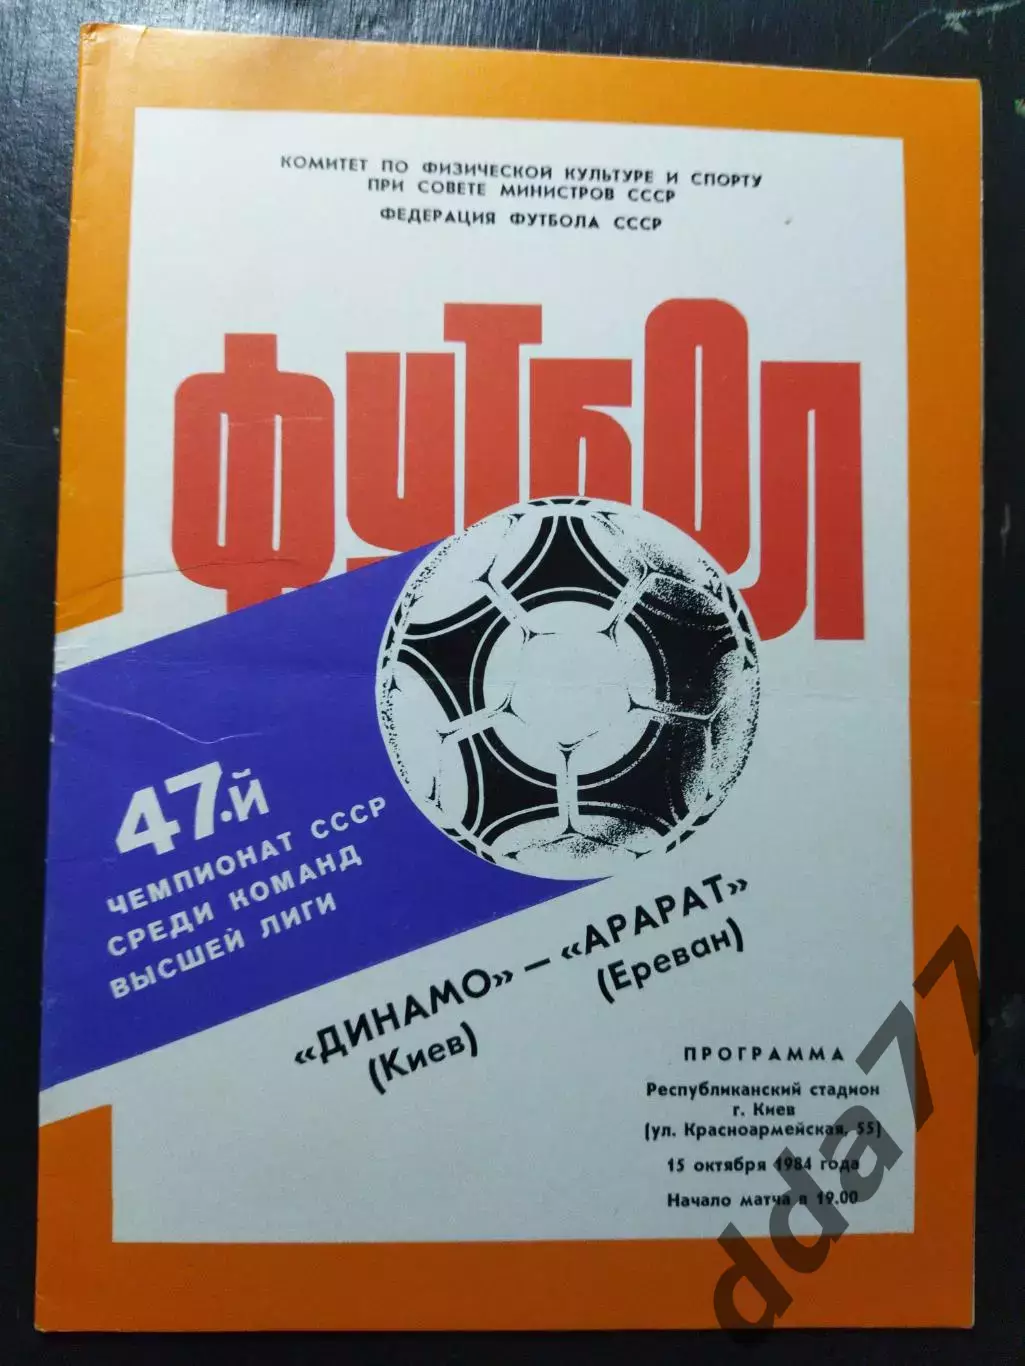 КОМИТЕТ ПО ФИЗИЧЕСКОЙ КУЛЬТУРЕ И СПОРТУ
ПРИ СОВЕТЕ МИНИСТРОВ СССР
ФЕДЕРАЦИЯ ФУТБОЛА СССР
ФУТБОЛ
47.й
ЧЕМПИОНАТ СССР
СРЕДИ КОМАНД
ВЫСШЕЙ ЛИГИ
«ДИНАМО» — «АРАРАТ»
(Киев) (Ереван)
ПРОГРАММА
Республиканский стадион
г. Киев
(ул. Красноармейская, 55)
15 октября 1984 года
Начало матча в 19.00
dda77